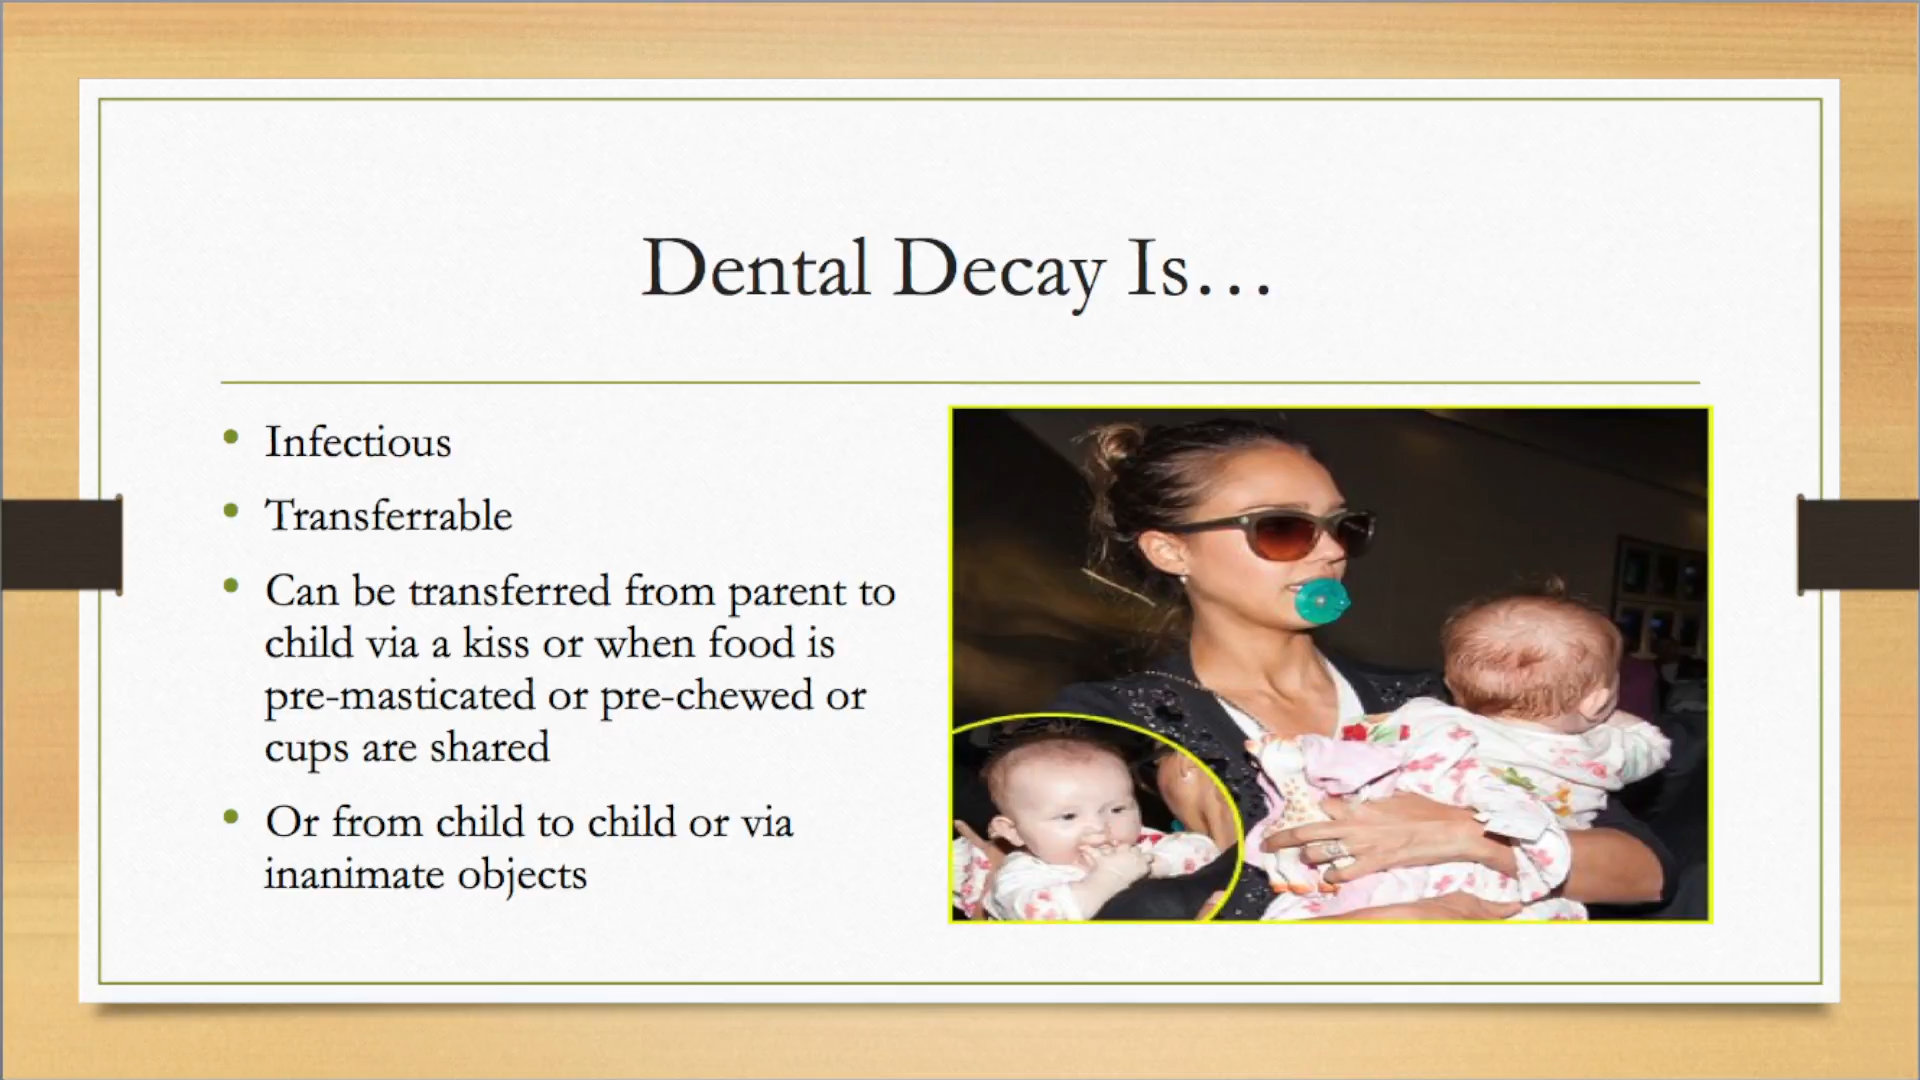 Dental Decay Is…
Infectious
Transferrable
Can be transferred from parent to
child via a kiss or when food is
pre-masticated or pre-chewed or
cups are shared
Or from child to child or via
inanimate objects